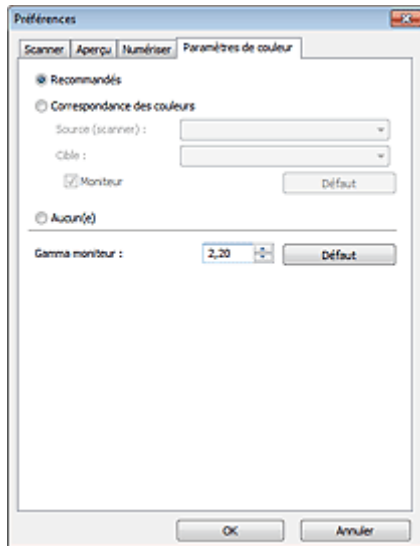 Préférences
Scanner Aperçu Numériser Paramètres de couleur
Recommandés
Correspondance des couleurs
Source (scanner) :
Cible :
Moniteur Défaut
Aucun(e)
Gamma moniteur : 2,20 Défaut
OK Annuler